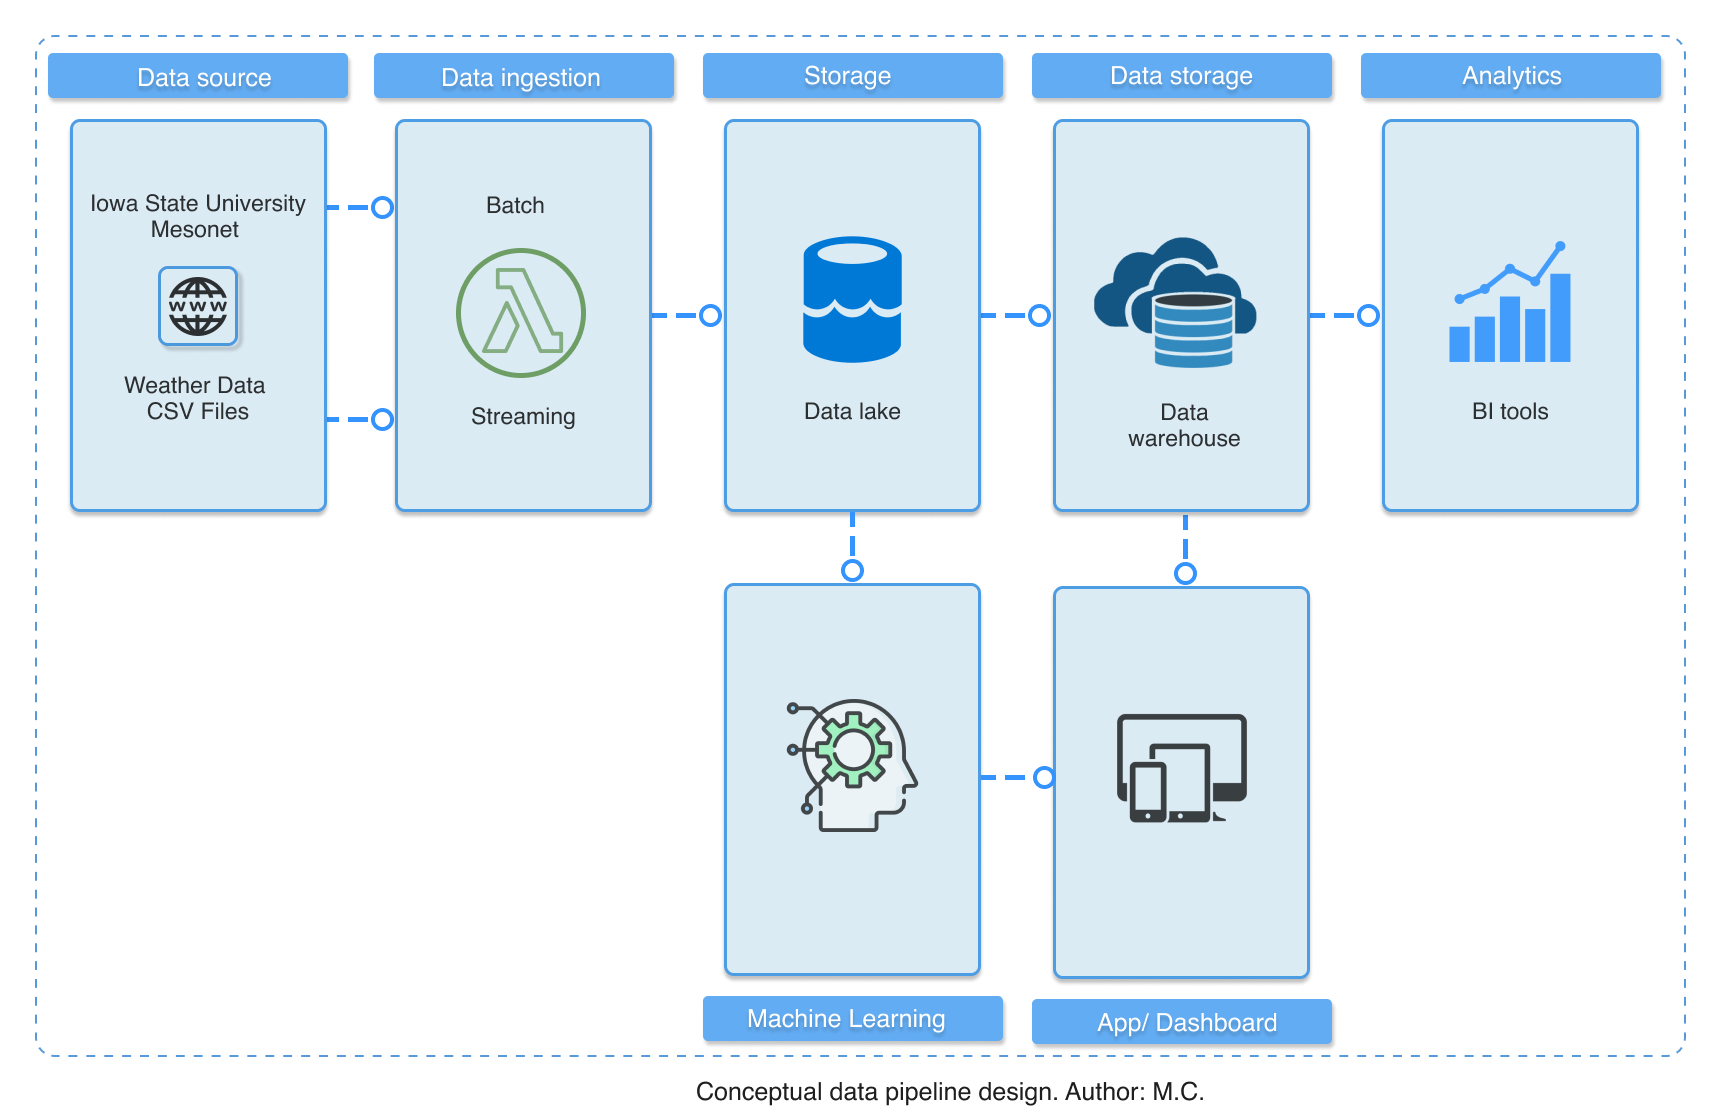 Data source
Data ingestion
Storage
Data storage
Analytics
Iowa State University
Mesonet
www
Weather Data
CSV Files
Batch
Streaming
Data lake
Data
warehouse
BI tools
Machine Learning
App/ Dashboard
Conceptual data pipeline design. Author: M.C.